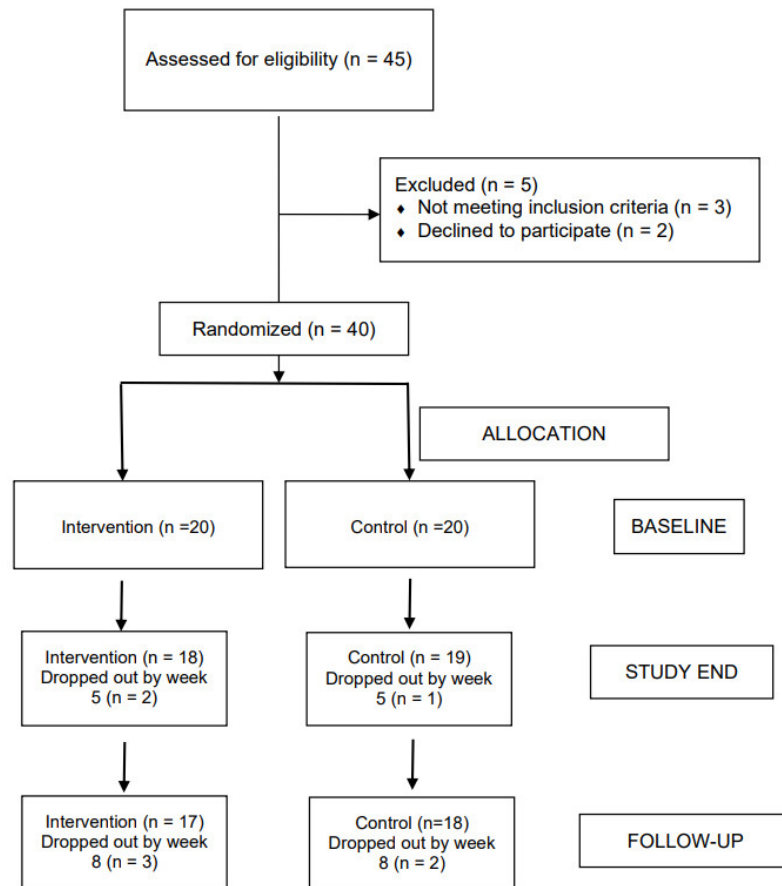 Assessed for eligibility (n = 45)
Excluded (n = 5)
♦ Not meeting inclusion criteria (n = 3)
♦ Declined to participate (n = 2)
Randomized (n = 40)
ALLOCATION
Intervention (n =20)
Control (n =20)
BASELINE
Intervention (n = 18)
Dropped out by week
5 (n = 2)
Control (n = 19)
Dropped out by week
5 (n = 1)
STUDY END
Intervention (n = 17)
Dropped out by week
8 (n = 3)
Control (n=18)
Dropped out by week
8 (n = 2)
FOLLOW-UP